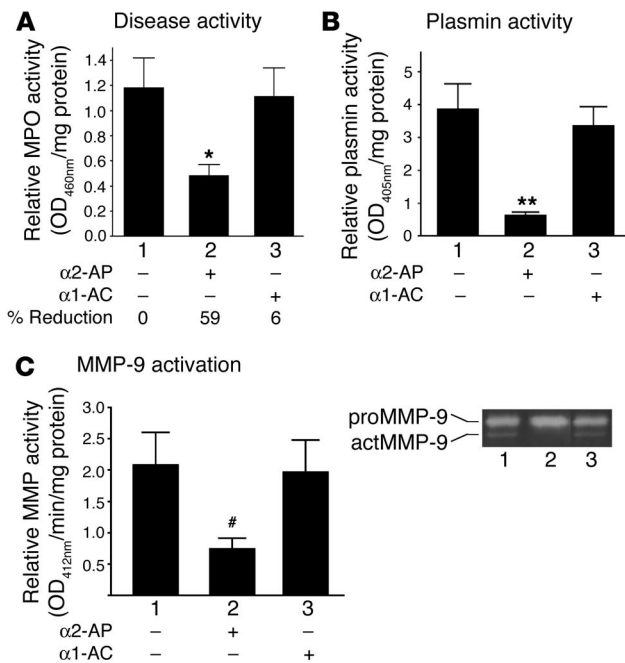 A Disease activity
Relative MPO activity
(OD460nm/mg protein)
1.4
1.2
1.0
0.8
0.6
0.4
0.2
0.0
*
1 2 3
α2-AP – + –
α1-AC – – +
% Reduction 0 59 6
B Plasmin activity
Relative plasmin activity
(OD405nm/mg protein)
5
4
3
2
1
0
**
1 2 3
α2-AP – + –
α1-AC – – +
C MMP-9 activation
Relative MMP activity
(OD412nm/min/mg protein)
3.0
2.5
2.0
1.5
1.0
0.5
#
1 2 3
α2-AP – + –
α1-AC – – +
proMMP-9
actMMP-9
1 2 3